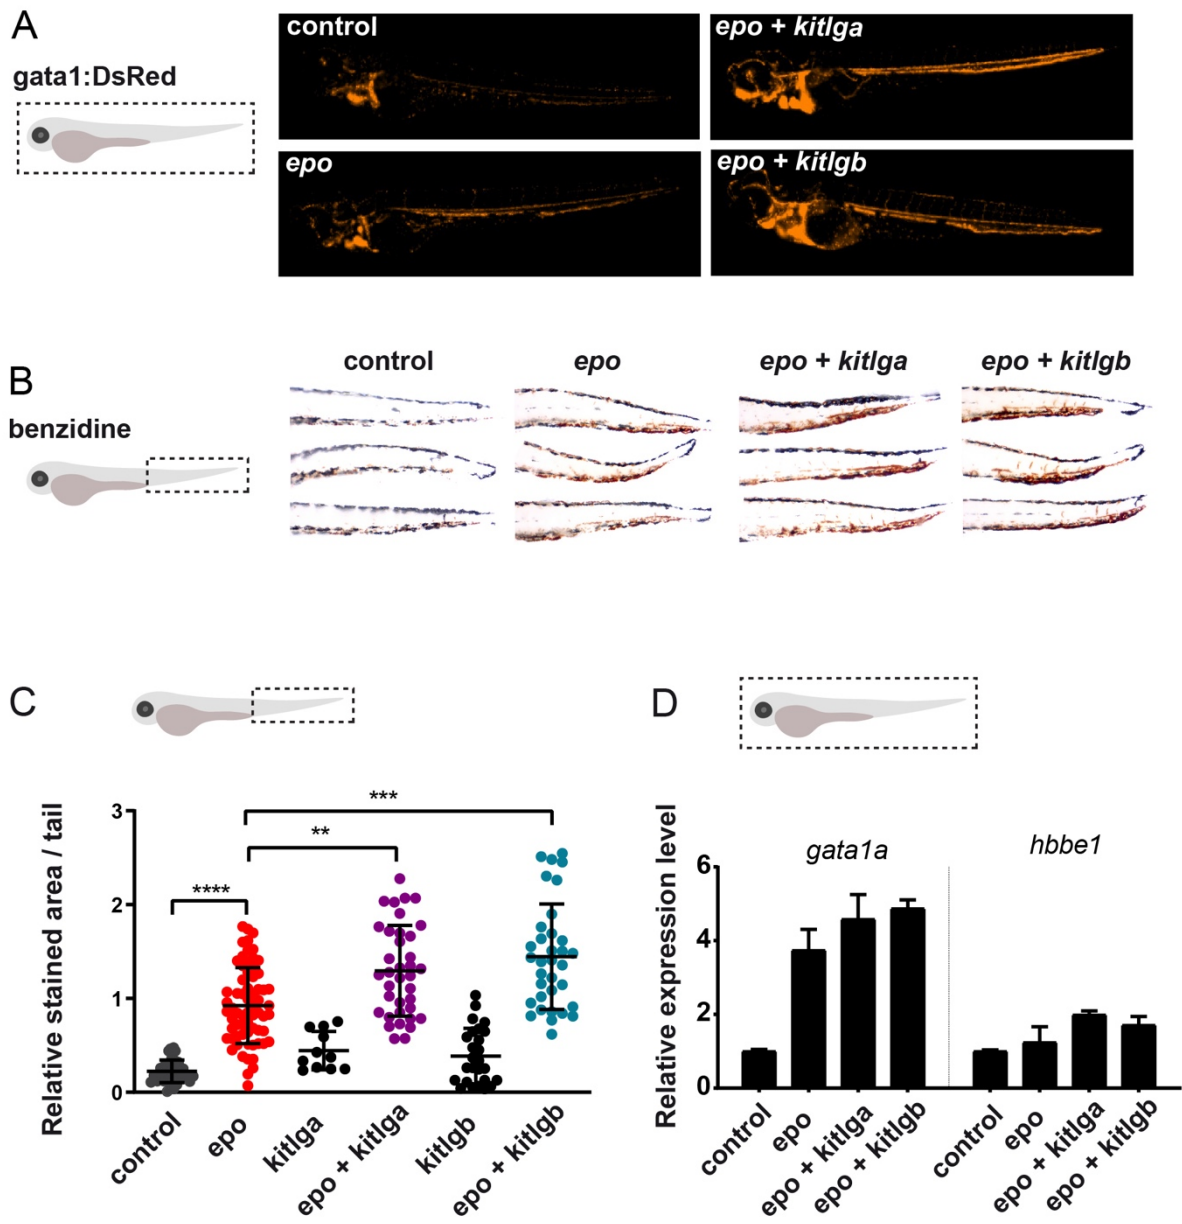 A
gata1:DsRed
control
epo + kitlga
epo
epo + kitlgb
B
benzidine
control
epo
epo + kitlga
epo + kitlgb
C
Relative stained area / tail
3
2
1
0
****
**
***
control
epo
kitlga
epo + kitlga
kitlgb
epo + kitlgb
D
Relative expression level
6
4
2
0
gata1a
hbbe1
control
epo
epo + kitlga
epo + kitlgb
control
epo
epo + kitlga
epo + kitlgb